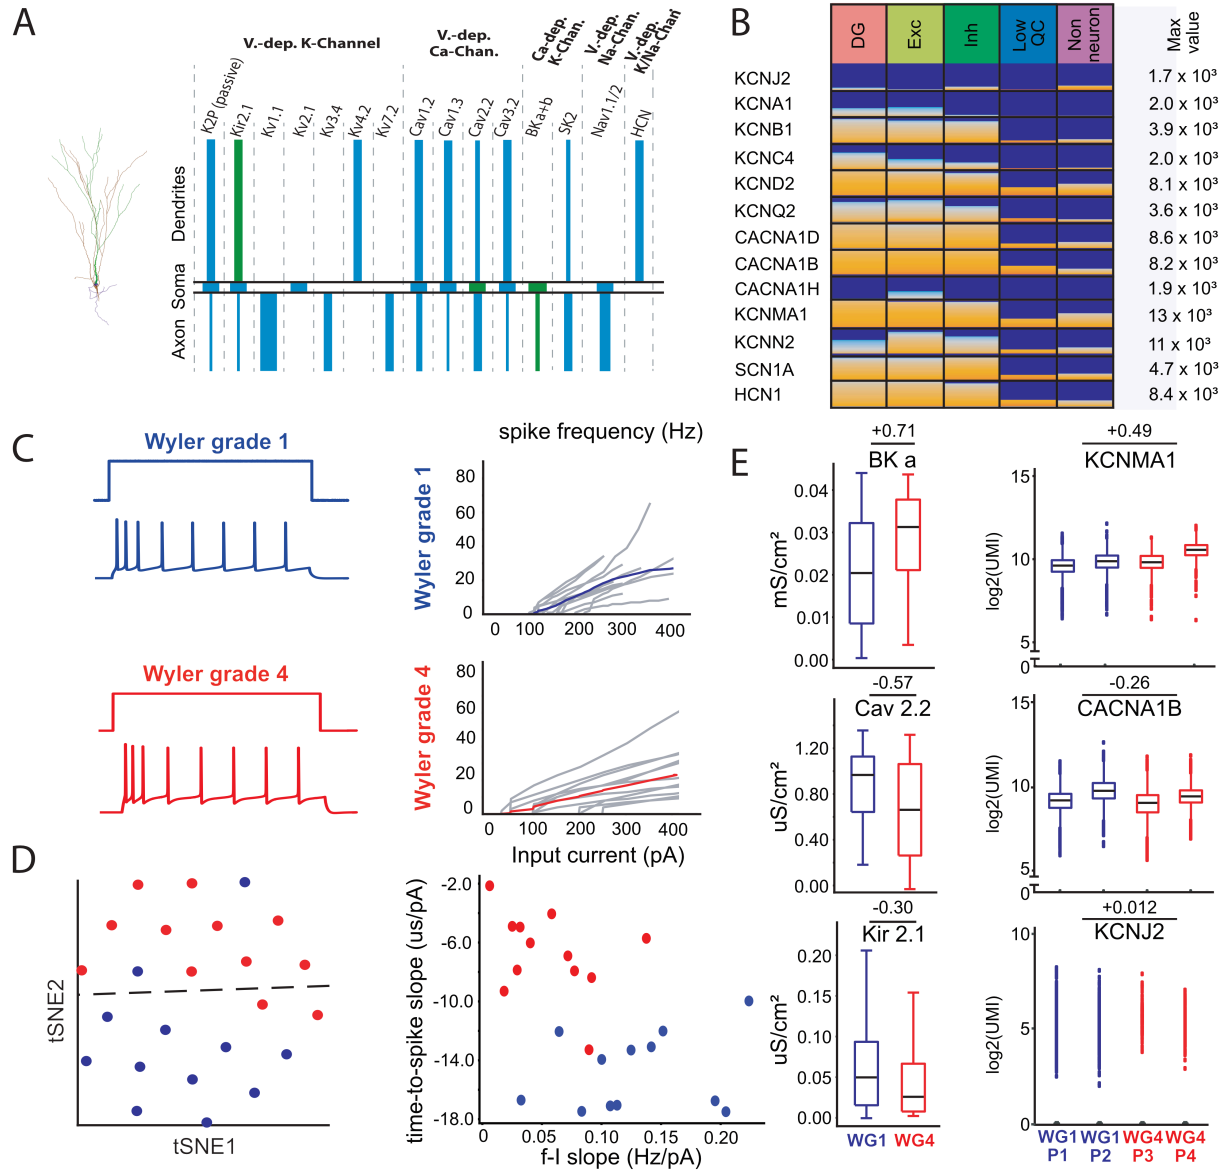 A
V.-dep. K-Channel
V.-dep.
Ca-Chan.
Ca-dep.
K-Chan.
V.-dep.
Na-Chan.
V.-dep.
K/Na-Chan
K2P (passive)
Kir2.1
Kv1.1
Kv2.1
Kv3.4
Kv4.2
Kv7.2
Cav1.2
Cav1.3
Cav2.2
Cav3.2
BKa+b
SK2
Nav1.1/2
HCN
Dendrites
Soma
Axon
B
DG
Exc
Inh
Low
QC
Non
neuron
Max
value
KCNJ2 1.7 x 10³
KCNA1 2.0 x 10³
KCNB1 3.9 x 10³
KCNC4 2.0 x 10³
KCND2 8.1 x 10³
KCNQ2 3.6 x 10³
CACNA1D 8.6 x 10³
CACNA1B 8.2 x 10³
CACNA1H 1.9 x 10³
KCNMA1 13 x 10³
KCNN2 11 x 10³
SCN1A 4.7 x 10³
HCN1 8.4 x 10³
C
Wyler grade 1
spike frequency (Hz)
Wyler grade 1
80
60
40
20
0
0 100 200 300 400
Wyler grade 4
Wyler grade 4
80
60
40
20
0
0 100 200 300 400
Input current (pA)
D
tSNE2
tSNE1
time-to-spike slope (us/pA)
-2.0
-6.0
-10.0
-14.0
-18.0
0 0.05 0.10 0.15 0.20
f-I slope (Hz/pA)
E
+0.71
BK a
mS/cm²
0.04
0.03
0.02
0.01
0.00
+0.49
KCNMA1
log2(UMI)
15
10
5
0
-0.57
Cav 2.2
uS/cm²
1.20
0.80
0.40
0.00
-0.26
CACNA1B
log2(UMI)
15
10
5
0
-0.30
Kir 2.1
uS/cm²
0.20
0.15
0.10
0.05
0.00
WG1 WG4
+0.012
KCNJ2
log2(UMI)
10
5
0
WG1 WG1 WG4 WG4
P1 P2 P3 P4